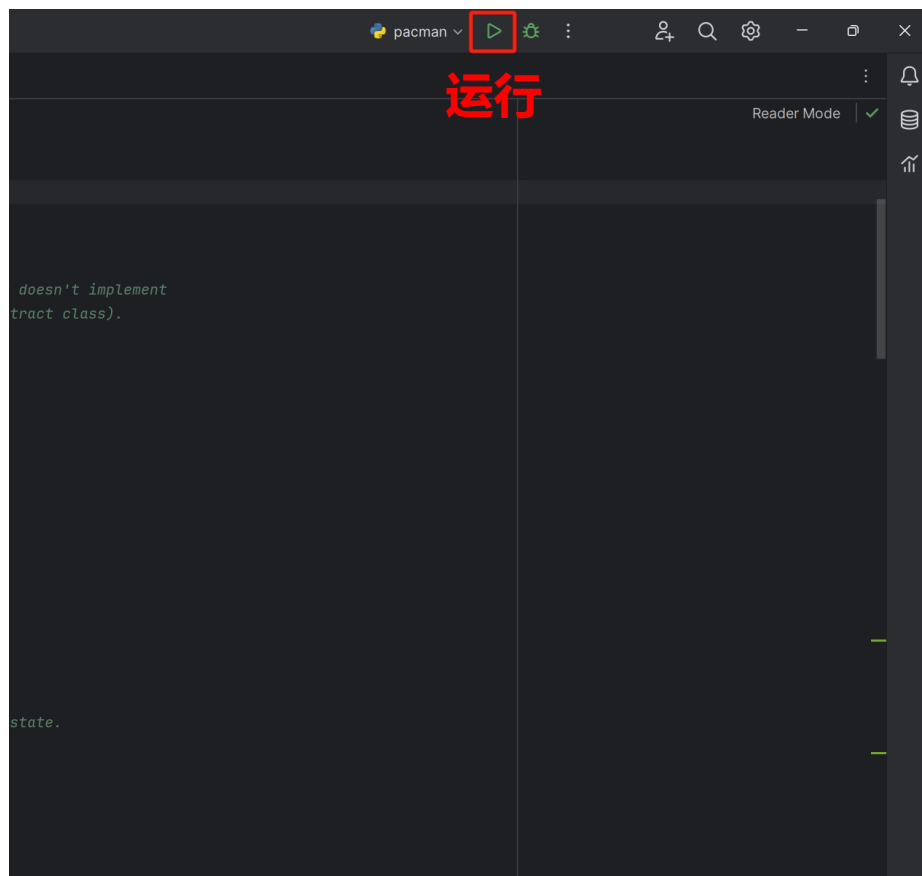 pacman
运行
Reader Mode
doesn't implement
tract class).
state.